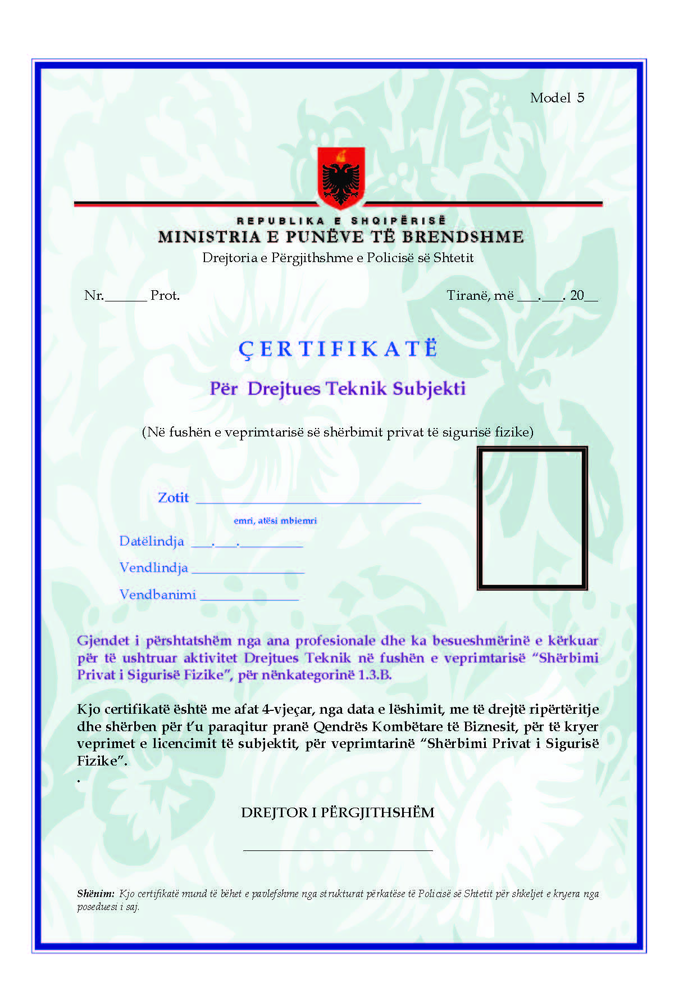 Model 5
REPUBLIKA E SHQIPËRISË
MINISTRIA E PUNËVE TË BRENDSHME
Drejtoria e Përgjithshme e Policisë së Shtetit
Nr.______ Prot. Tiranë, më ___.___. 20__
ÇERTIFIKATË
Për Drejtues Teknik Subjekti
(Në fushën e veprimtarisë së shërbimit privat të sigurisë fizike)
Zotit ________________________________
emri, atësi mbiemri
Datëlindja ___.___._________
Vendlindja ________________
Vendbanimi ______________
Gjendet i përshtatshëm nga ana profesionale dhe ka besueshmërinë e kërkuar
për të ushtruar aktivitet Drejtues Teknik në fushën e veprimtarisë “Shërbimi
Privat i Sigurisë Fizike”, për nënkategorinë 1.3.B.
Kjo certifikatë është me afat 4-vjeçar, nga data e lëshimit, me të drejtë ripërtëritje
dhe shërben për t’u paraqitur pranë Qendrës Kombëtare të Biznesit, për të kryer
veprimet e licencimit të subjektit, për veprimtarinë “Shërbimi Privat i Sigurisë
Fizike”.
.
DREJTOR I PËRGJITHSHËM
___________________________
Shënim: Kjo certifikatë mund të bëhet e pavlefshme nga strukturat përkatëse të Policisë së Shtetit për shkeljet e kryera nga
poseduesi i saj.